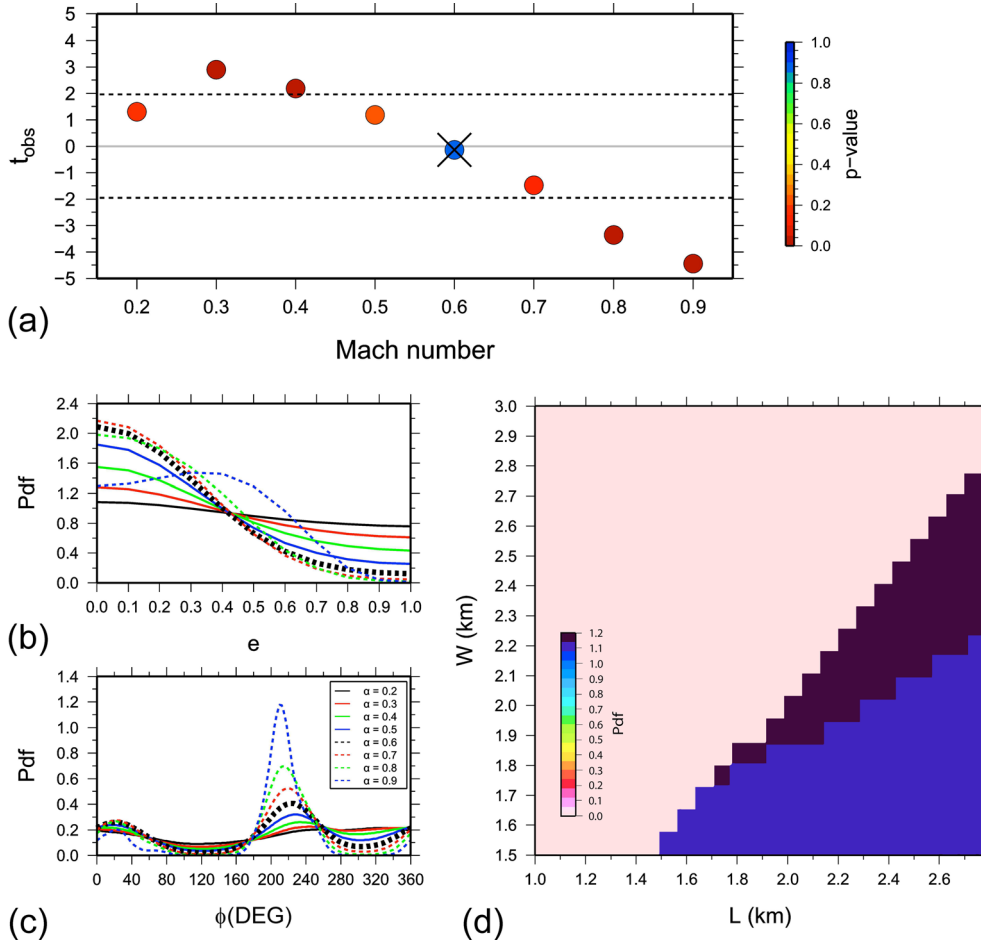 5
4
3
2
1
0
−1
−2
−3
−4
−5
t_obs
0.2 0.3 0.4 0.5 0.6 0.7 0.8 0.9
Mach number
(a)
1.0
0.8
0.6
0.4
0.2
0.0
p−value
2.4
2.0
1.6
1.2
0.8
0.4
0.0
Pdf
0.0 0.1 0.2 0.3 0.4 0.5 0.6 0.7 0.8 0.9 1.0
e
(b)
1.4
1.2
1.0
0.8
0.6
0.4
0.2
0.0
Pdf
α = 0.2
α = 0.3
α = 0.4
α = 0.5
α = 0.6
α = 0.7
α = 0.8
α = 0.9
0 40 80 120 160 200 240 280 320 360
ϕ(DEG)
(c)
3.0
2.9
2.8
2.7
2.6
2.5
2.4
2.3
2.2
2.1
2.0
1.9
1.8
1.7
1.6
1.5
W (km)
1.2
1.1
1.0
0.9
0.8
0.7
0.6
0.5
0.4
0.3
0.2
0.1
0.0
Pdf
1.0 1.2 1.4 1.6 1.8 2.0 2.2 2.4 2.6
L (km)
(d)